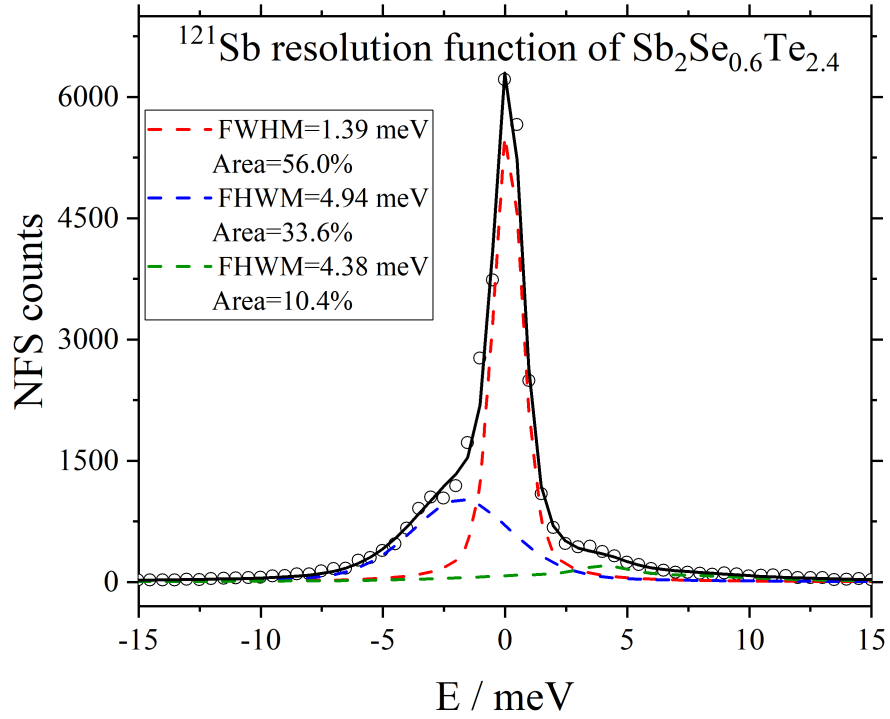 ¹²¹Sb resolution function of Sb₂Se₀.₆Te₂.₄
FWHM=1.39 meV
Area=56.0%
FHWM=4.94 meV
Area=33.6%
FHWM=4.38 meV
Area=10.4%
NFS counts
6000
4500
3000
1500
0
-15 -10 -5 0 5 10 15
E / meV